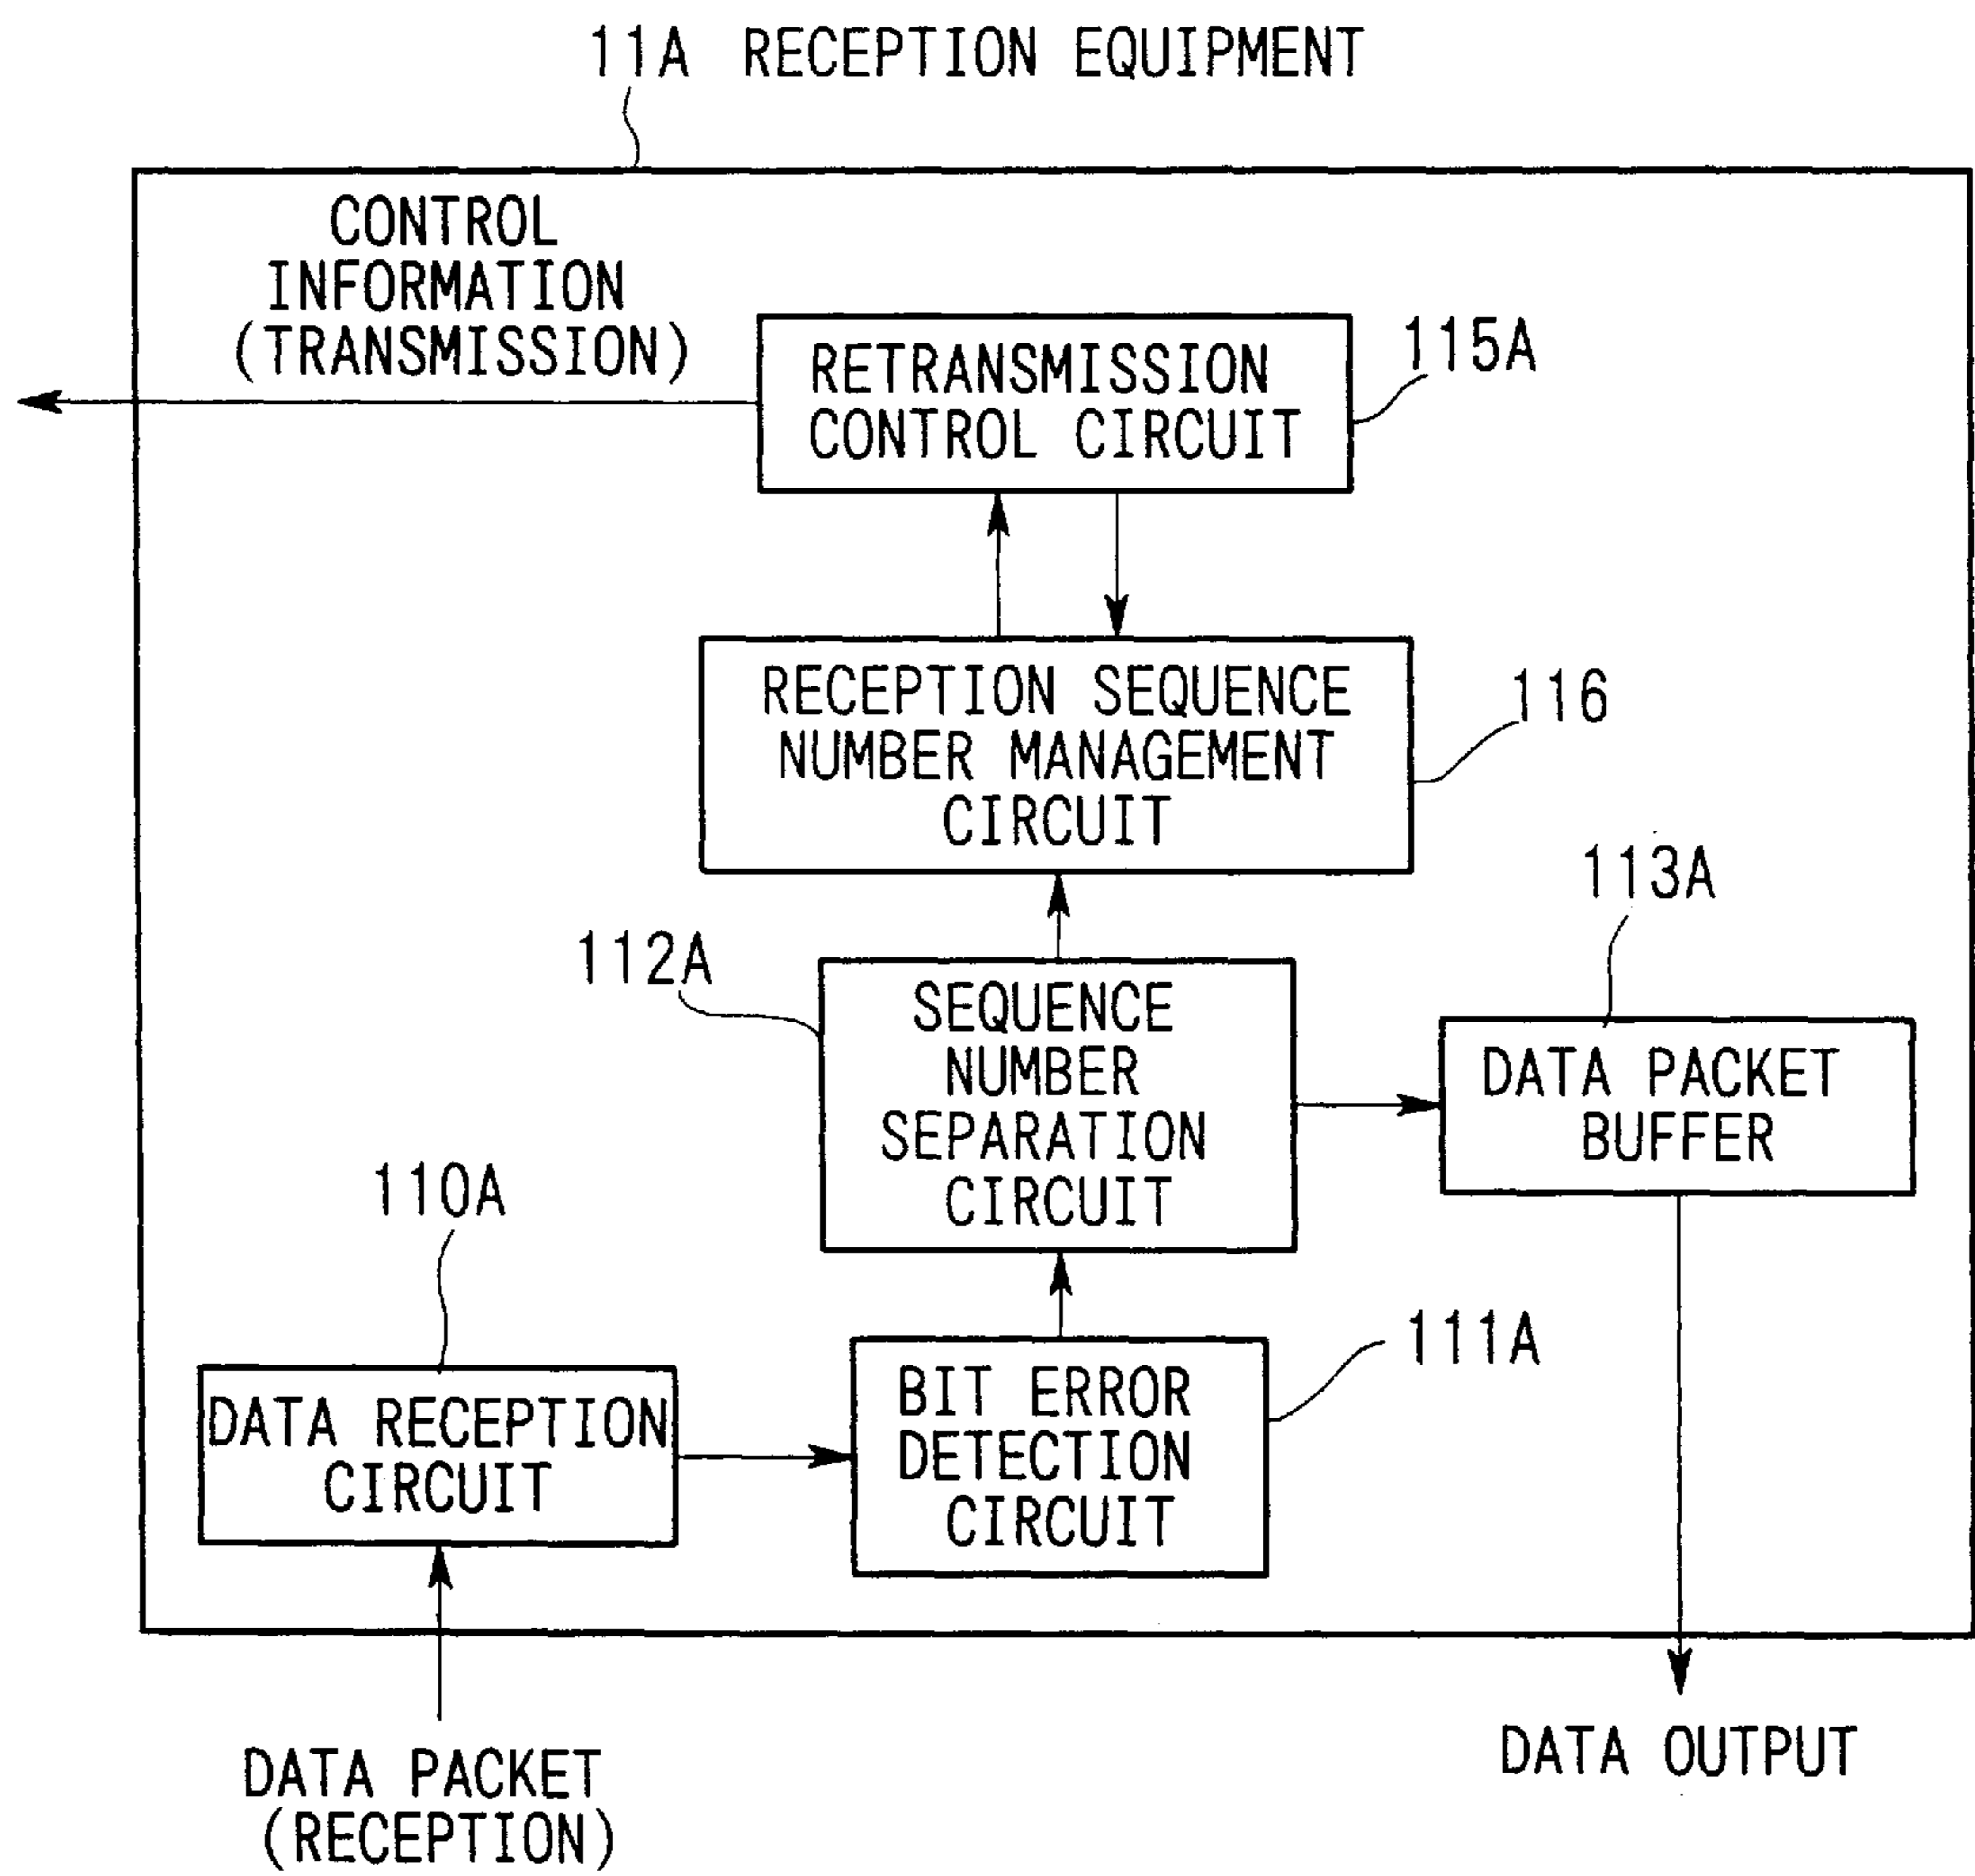 11A RECEPTION EQUIPMENT
CONTROL
INFORMATION
(TRANSMISSION)
RETRANSMISSION
CONTROL CIRCUIT
115A
RECEPTION SEQUENCE
NUMBER MANAGEMENT
CIRCUIT
116
113A
112A
SEQUENCE
NUMBER
SEPARATION
CIRCUIT
DATA PACKET
BUFFER
110A
DATA RECEPTION
CIRCUIT
BIT ERROR
DETECTION
CIRCUIT
111A
DATA PACKET
(RECEPTION)
DATA OUTPUT